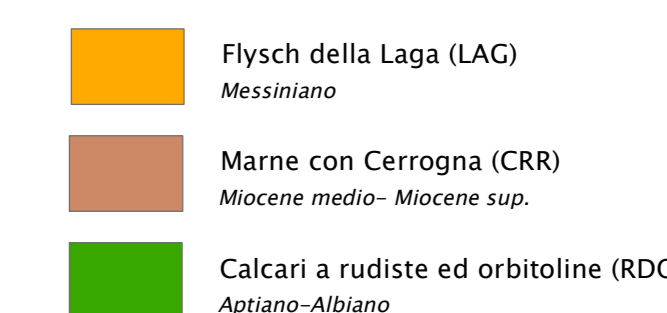 Flysch della Laga (LAG)
Messiniano
Marne con Cerrogna (CRR)
Miocene medio- Miocene sup.
Calcari a rudiste ed orbitoline (RDO
Aptiano-Albiano